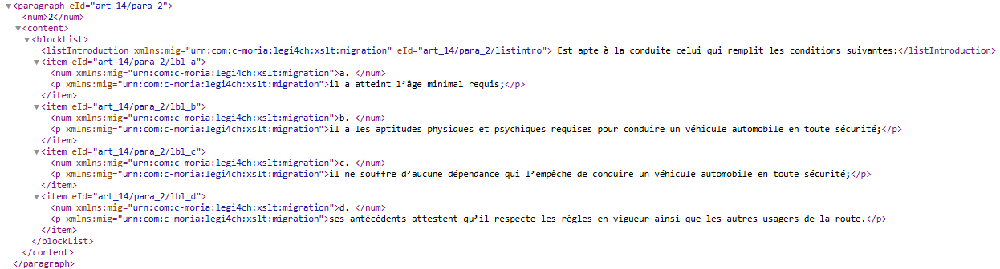 ▼<paragraph eId="art_14/para_2">
<num>2</num>
▼<content>
▼<blockList>
<listIntroduction xmlns:mig="urn:com:c-moria:legi4ch:xslt:migration" eId="art_14/para_2/listintro"> Est apte à la conduite celui qui remplit les conditions suivantes:</listIntroduction>
▼<item eId="art_14/para_2/lbl_a">
<num xmlns:mig="urn:com:c-moria:legi4ch:xslt:migration">a. </num>
<p xmlns:mig="urn:com:c-moria:legi4ch:xslt:migration">il a atteint l’âge minimal requis;</p>
</item>
▼<item eId="art_14/para_2/lbl_b">
<num xmlns:mig="urn:com:c-moria:legi4ch:xslt:migration">b. </num>
<p xmlns:mig="urn:com:c-moria:legi4ch:xslt:migration">il a les aptitudes physiques et psychiques requises pour conduire un véhicule automobile en toute sécurité;</p>
</item>
▼<item eId="art_14/para_2/lbl_c">
<num xmlns:mig="urn:com:c-moria:legi4ch:xslt:migration">c. </num>
<p xmlns:mig="urn:com:c-moria:legi4ch:xslt:migration">il ne souffre d’aucune dépendance qui l’empêche de conduire un véhicule automobile en toute sécurité;</p>
</item>
▼<item eId="art_14/para_2/lbl_d">
<num xmlns:mig="urn:com:c-moria:legi4ch:xslt:migration">d. </num>
<p xmlns:mig="urn:com:c-moria:legi4ch:xslt:migration">ses antécédents attestent qu’il respecte les règles en vigueur ainsi que les autres usagers de la route.</p>
</item>
</blockList>
</content>
</paragraph>